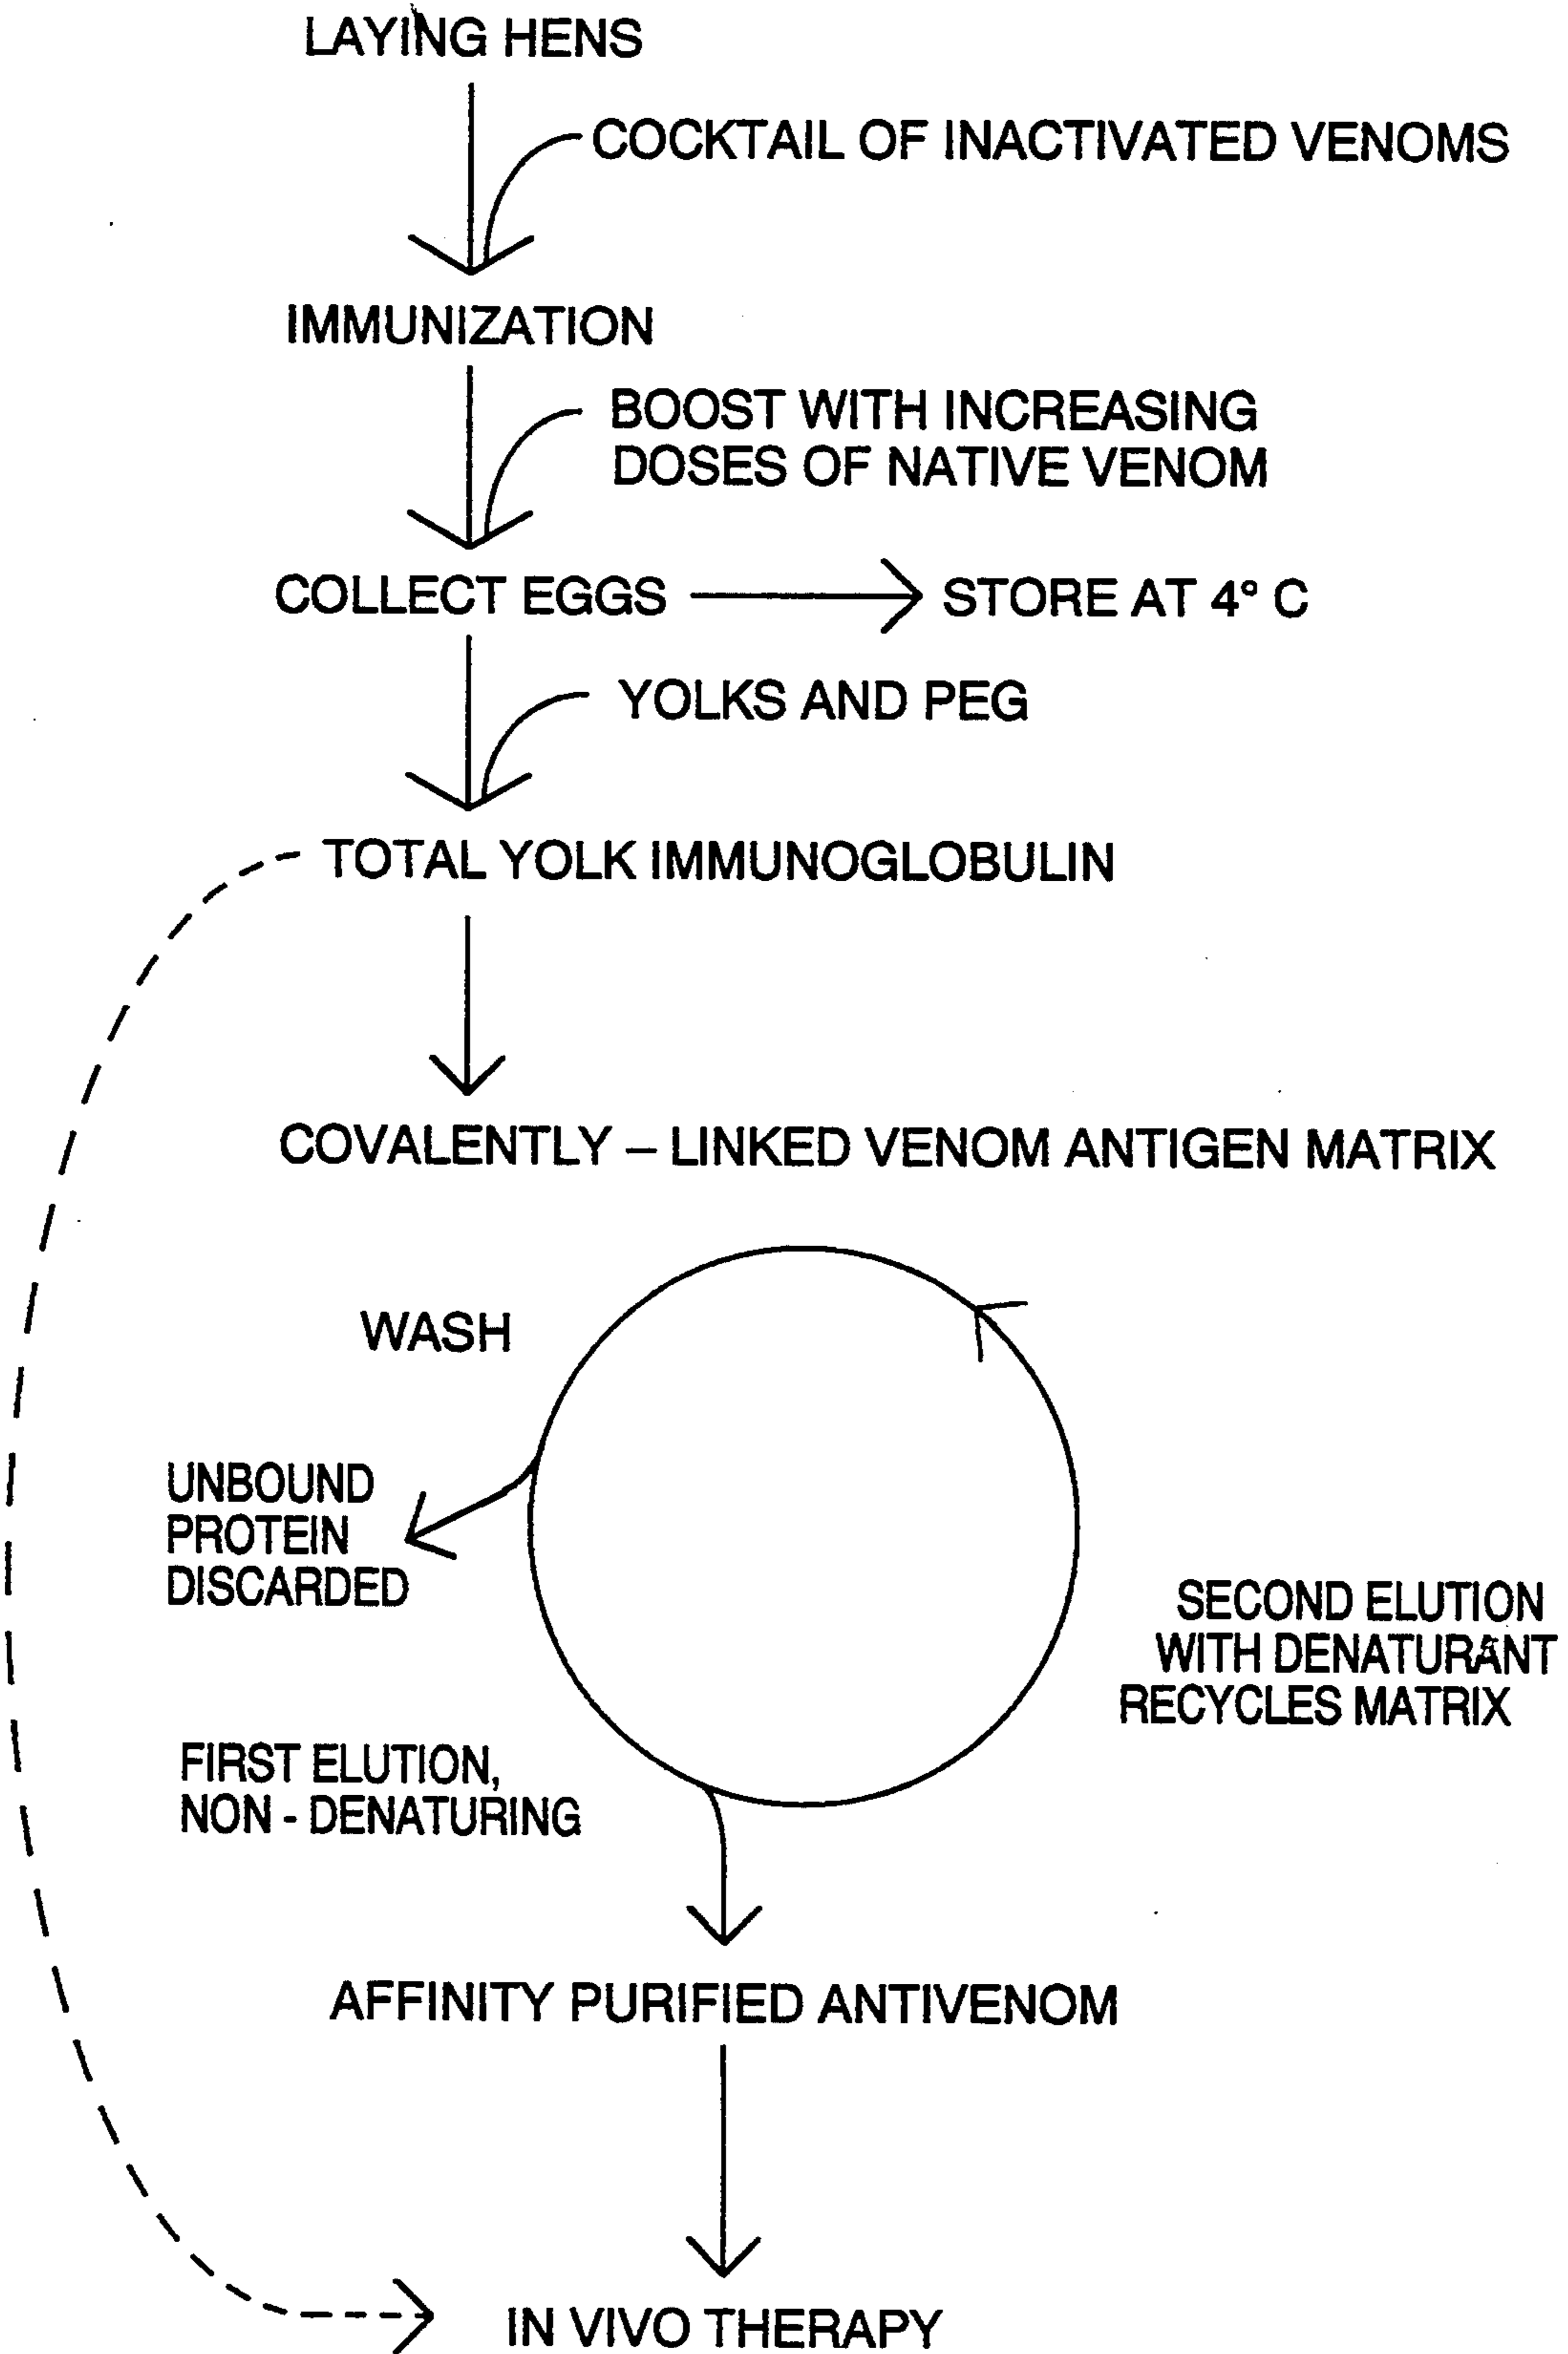 LAYING HENS
COCKTAIL OF INACTIVATED VENOMS
IMMUNIZATION
BOOST WITH INCREASING
DOSES OF NATIVE VENOM
COLLECT EGGS
STORE AT 4° C
YOLKS AND PEG
TOTAL YOLK IMMUNOGLOBULIN
COVALENTLY – LINKED VENOM ANTIGEN MATRIX
WASH
UNBOUND
PROTEIN
DISCARDED
SECOND ELUTION
WITH DENATURANT
RECYCLES MATRIX
FIRST ELUTION,
NON - DENATURING
AFFINITY PURIFIED ANTIVENOM
IN VIVO THERAPY